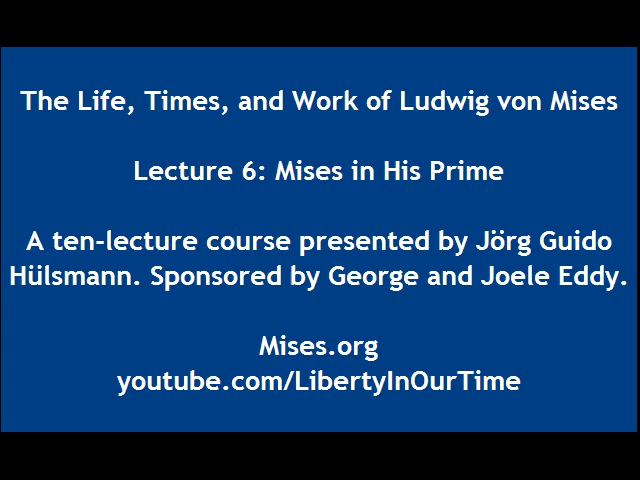 The Life, Times, and Work of Ludwig von Mises
Lecture 6: Mises in His Prime
A ten-lecture course presented by Jörg Guido
Hülsmann. Sponsored by George and Joele Eddy.
Mises.org
youtube.com/LibertyInOurTime